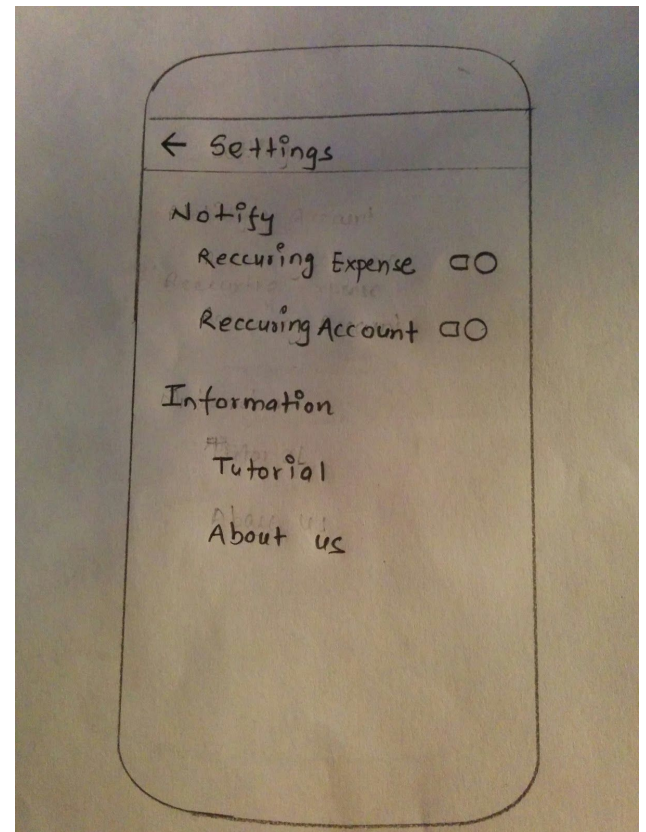 ← Settings
Notify
Reccuring Expense
Reccuring Account
Information
Tutorial
About us